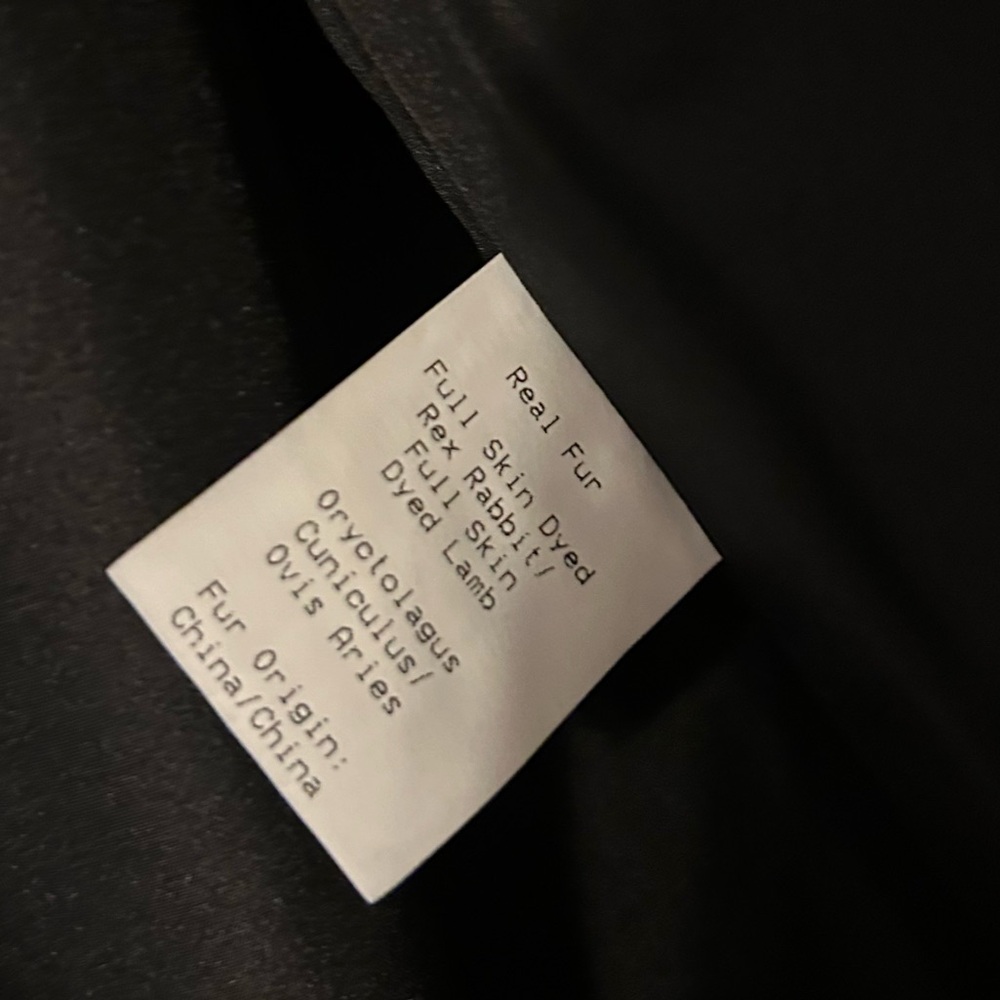 Real Fur
Full Skin Dyed
Rex Rabbit/
Full Skin
Dyed Lamb
Oryctolagus
Cuniculus/
Ovis Aries
Fur Origin:
China/China